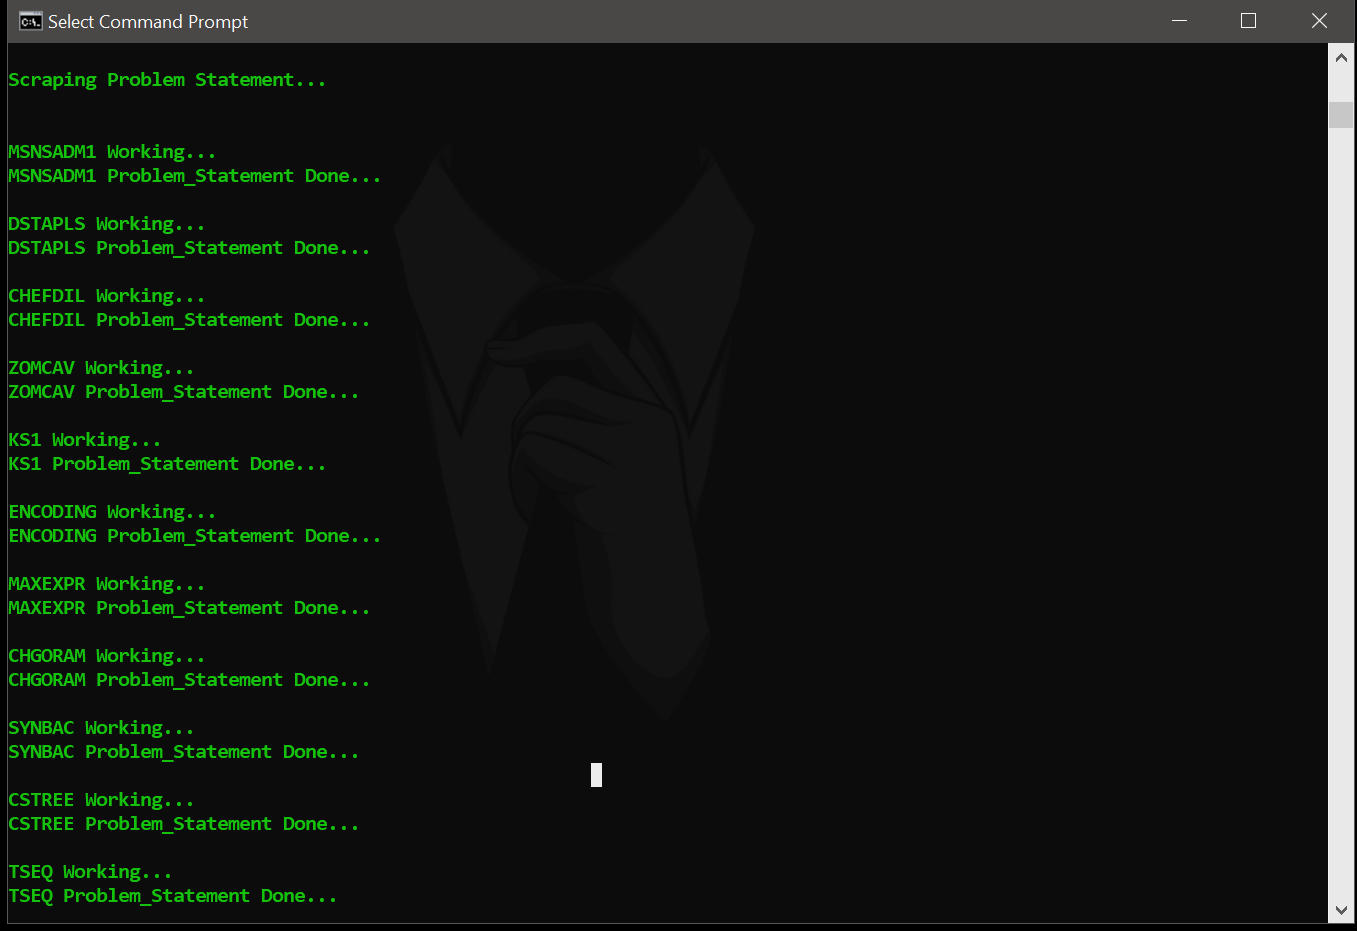 Select Command Prompt
Scraping Problem Statement...
MSNSADM1 Working...
MSNSADM1 Problem_Statement Done...
DSTAPLS Working...
DSTAPLS Problem_Statement Done...
CHEFDIL Working...
CHEFDIL Problem_Statement Done...
ZOMCAV Working...
ZOMCAV Problem_Statement Done...
KS1 Working...
KS1 Problem_Statement Done...
ENCODING Working...
ENCODING Problem_Statement Done...
MAXEXPR Working...
MAXEXPR Problem_Statement Done...
CHGORAM Working...
CHGORAM Problem_Statement Done...
SYNBAC Working...
SYNBAC Problem_Statement Done...
CSTREE Working...
CSTREE Problem_Statement Done...
TSEQ Working...
TSEQ Problem_Statement Done...